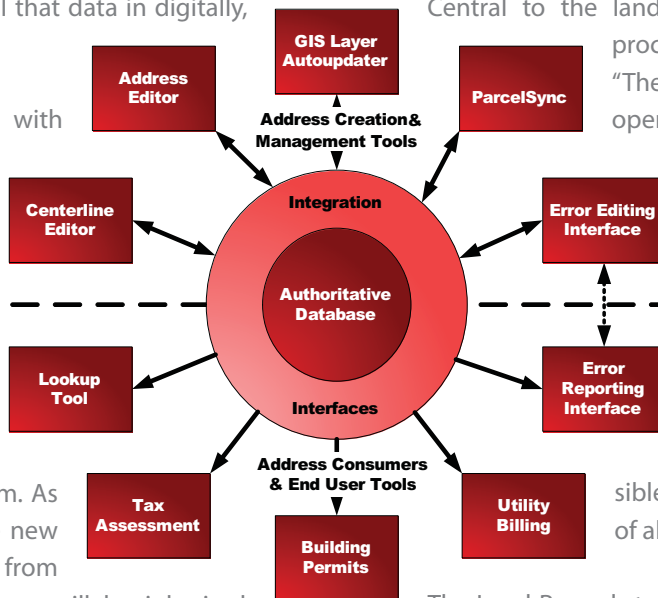 l that data in digitally,
Central to the land
proc
"The
oper
with
GIS Layer
Autoupdater
Address
Editor
ParcelSync
Address Creation&
Management Tools
Centerline
Editor
Integration
Error Editing
Interface
Authoritative
Database
Lookup
Tool
Interfaces
Error
Reporting
Interface
Address Consumers
& End User Tools
Tax
Assessment
Utility
Billing
Building
Permits
m. As
new
from
sible
of al